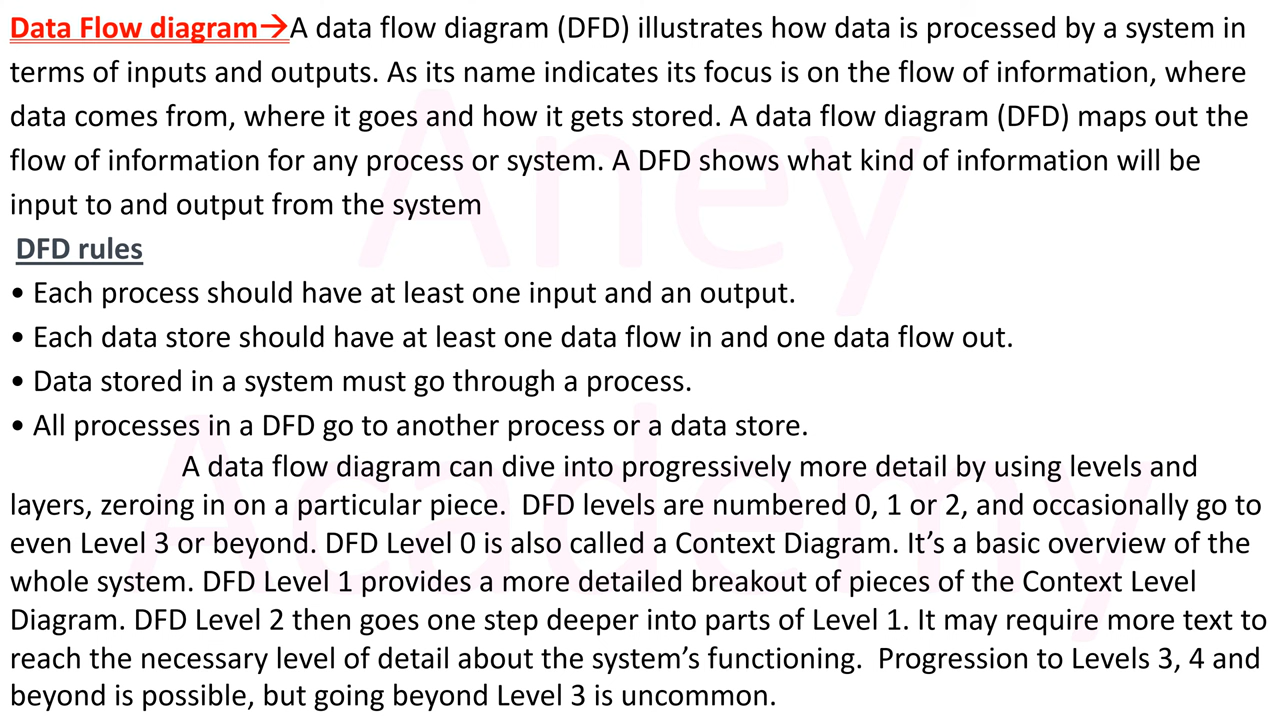 Data Flow diagram→A data flow diagram (DFD) illustrates how data is processed by a system in
terms of inputs and outputs. As its name indicates its focus is on the flow of information, where
data comes from, where it goes and how it gets stored. A data flow diagram (DFD) maps out the
flow of information for any process or system. A DFD shows what kind of information will be
input to and output from the system
DFD rules
• Each process should have at least one input and an output.
• Each data store should have at least one data flow in and one data flow out.
• Data stored in a system must go through a process.
• All processes in a DFD go to another process or a data store.
A data flow diagram can dive into progressively more detail by using levels and
layers, zeroing in on a particular piece.  DFD levels are numbered 0, 1 or 2, and occasionally go to
even Level 3 or beyond. DFD Level 0 is also called a Context Diagram. It’s a basic overview of the
whole system. DFD Level 1 provides a more detailed breakout of pieces of the Context Level
Diagram. DFD Level 2 then goes one step deeper into parts of Level 1. It may require more text to
reach the necessary level of detail about the system’s functioning.  Progression to Levels 3, 4 and
beyond is possible, but going beyond Level 3 is uncommon.
Aney
Academy